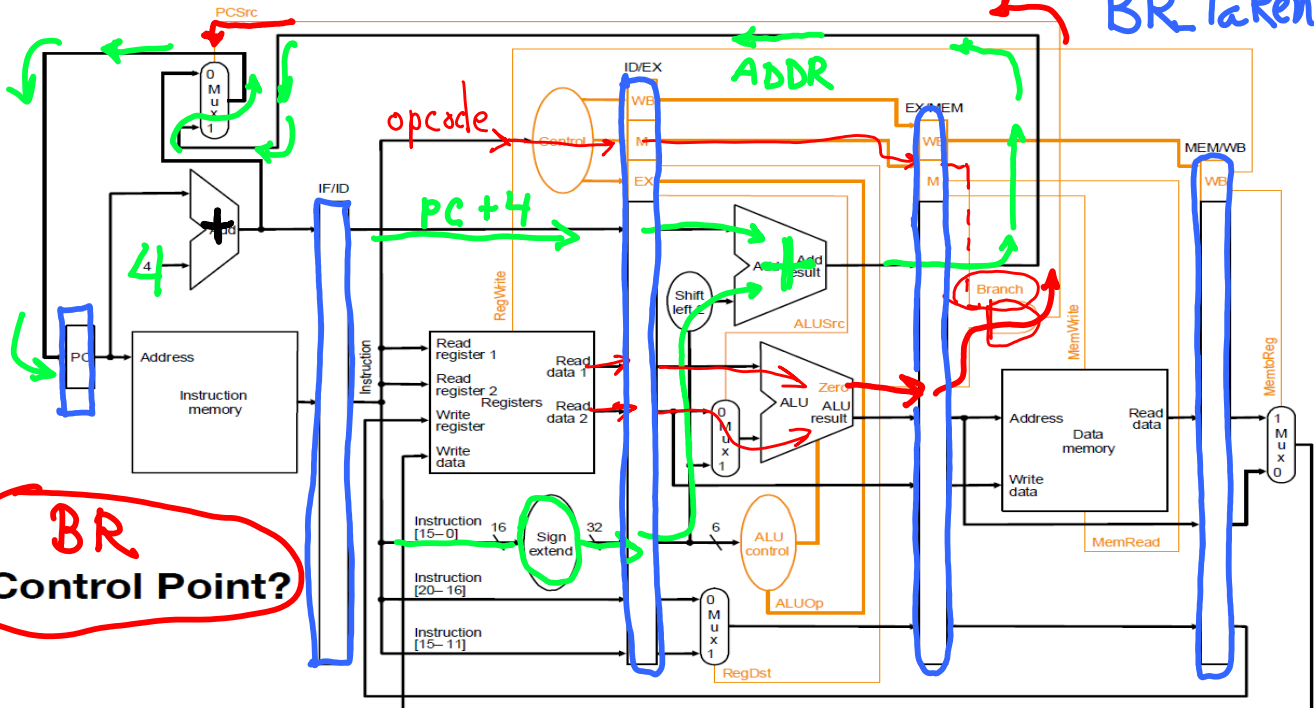 PCSrc
BR Taken
ADDR
ID/EX
0
M
u
x
1
opcode
Control
WB
M
EX
EX/MEM
WB
M
MEM/WB
WB
IF/ID
PC+4
Add
+
4
4
RegWrite
Shift
left 2
Add
Add
result
+
Branch
ALUSrc
MemWrite
MemtoReg
PC
Address
Instruction
memory
Instruction
Read
register 1
Read
register 2
Write
register
Write
data
Registers
Read
data 1
Read
data 2
0
M
u
x
1
Zero
ALU
ALU
result
Address
Write
data
Data
memory
Read
data
1
M
u
x
0
BR
Control Point?
Instruction
[15–0]
16
Sign
extend
32
6
ALU
control
MemRead
Instruction
[20–16]
Instruction
[15–11]
0
M
u
x
1
ALUOp
RegDst